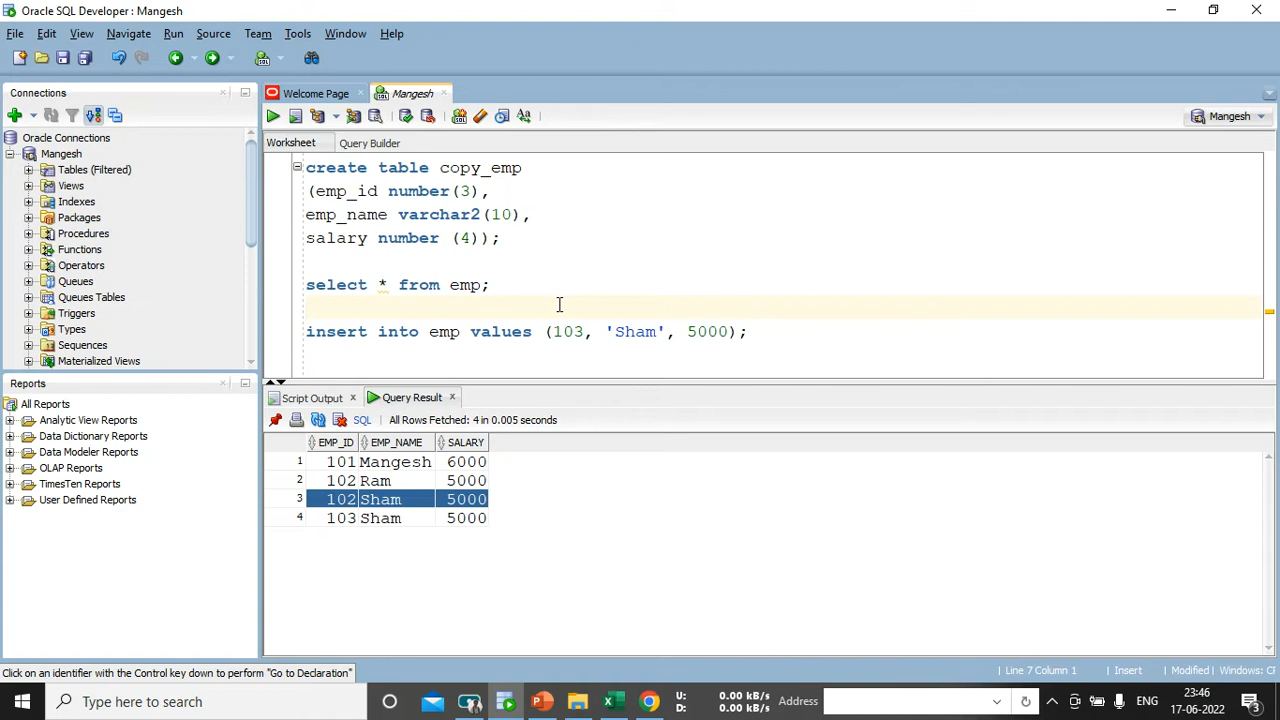 Oracle SQL Developer : Mangesh
File Edit View Navigate Run Source Team Tools Window Help
Connections
Oracle Connections
Mangesh
Tables (Filtered)
Views
Indexes
Packages
Procedures
Functions
Operators
Queues
Queues Tables
Triggers
Types
Sequences
Materialized Views
Reports
All Reports
Analytic View Reports
Data Dictionary Reports
Data Modeler Reports
OLAP Reports
TimesTen Reports
User Defined Reports
Welcome Page Mangesh
Mangesh
Worksheet Query Builder
create table copy_emp
(emp_id number(3),
emp_name varchar2(10),
salary number (4));
select * from emp;
insert into emp values (103, 'Sham', 5000);
Script Output Query Result
SQL All Rows Fetched: 4 in 0.005 seconds
EMP_ID EMP_NAME SALARY
1 101 Mangesh 6000
2 102 Ram 5000
3 102 Sham 5000
4 103 Sham 5000
Click on an identifier with the Control key down to perform "Go to Declaration"
Line 7 Column 1 Insert Modified Windows: CF
Type here to search
U: 0.00 kB/s
D: 0.00 kB/s
Address
ENG
23:46
17-06-2022
3